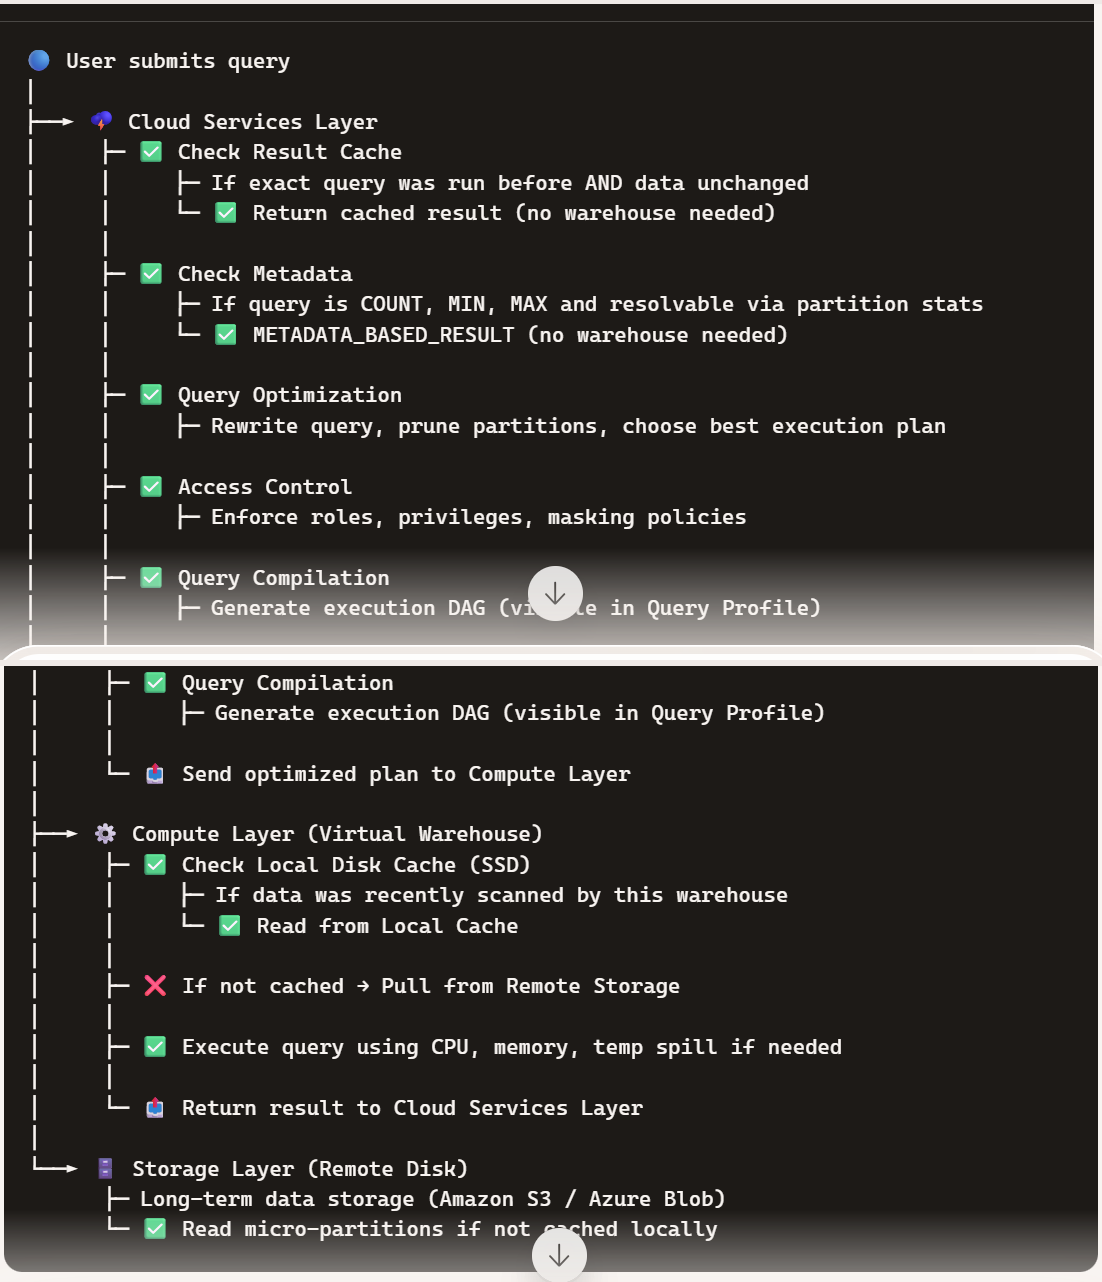 User submits query
Cloud Services Layer
Check Result Cache
If exact query was run before AND data unchanged
Return cached result (no warehouse needed)
Check Metadata
If query is COUNT, MIN, MAX and resolvable via partition stats
METADATA_BASED_RESULT (no warehouse needed)
Query Optimization
Rewrite query, prune partitions, choose best execution plan
Access Control
Enforce roles, privileges, masking policies
Query Compilation
Generate execution DAG (visible in Query Profile)
Query Compilation
Generate execution DAG (visible in Query Profile)
Send optimized plan to Compute Layer
Compute Layer (Virtual Warehouse)
Check Local Disk Cache (SSD)
If data was recently scanned by this warehouse
Read from Local Cache
If not cached → Pull from Remote Storage
Execute query using CPU, memory, temp spill if needed
Return result to Cloud Services Layer
Storage Layer (Remote Disk)
Long-term data storage (Amazon S3 / Azure Blob)
Read micro-partitions if not cached locally